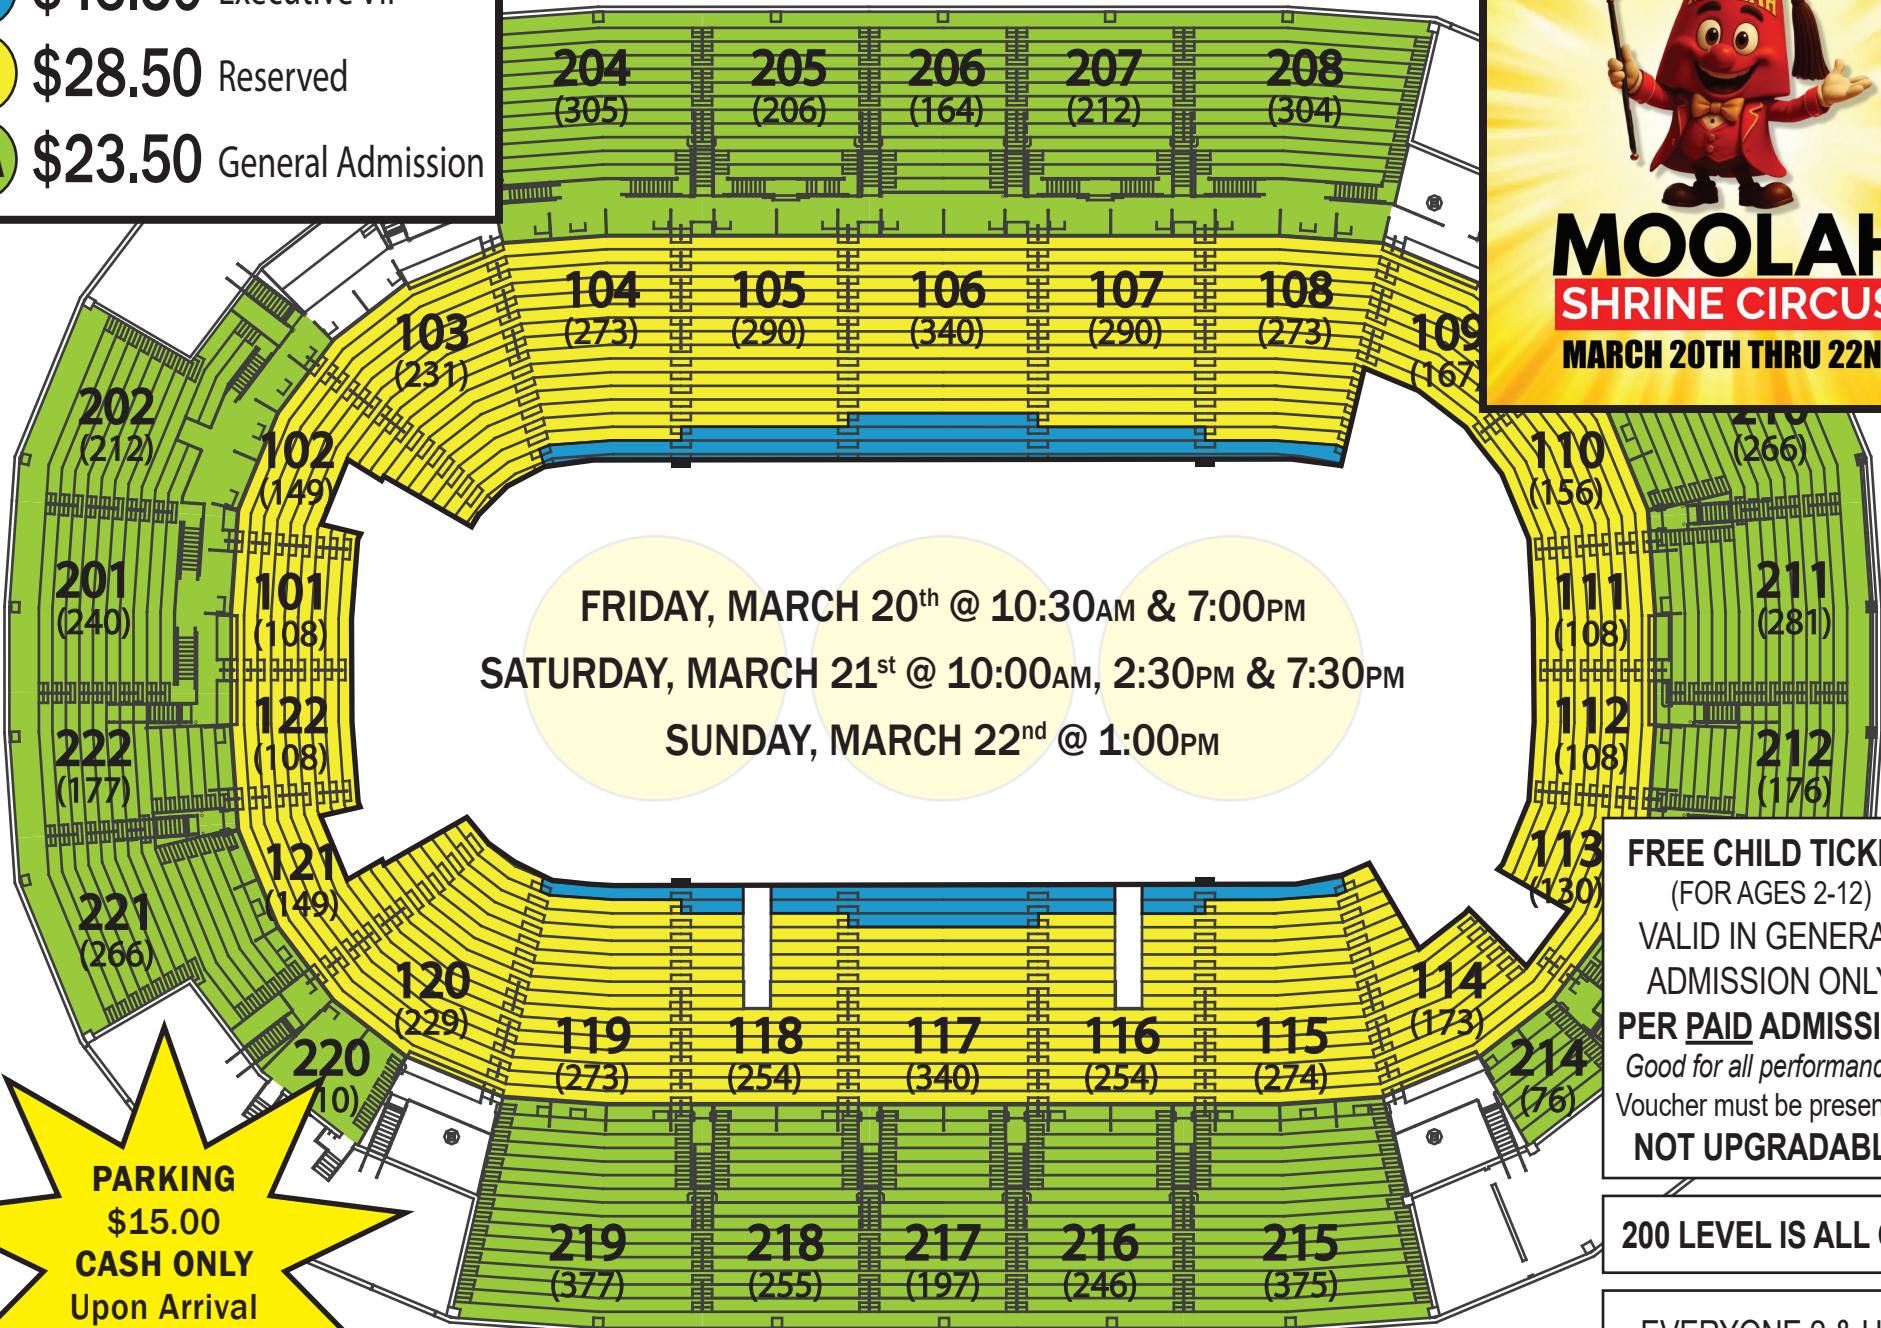 $28.50 Reserved
$23.50 General Admission
MOOLAH
SHRINE CIRCUS
MARCH 20TH THRU 22N
204 (305)
205 (206)
206 (164)
207 (212)
208 (304)
103 (231)
104 (273)
105 (290)
106 (340)
107 (290)
108 (273)
109 (167)
202 (212)
102 (149)
110 (156)
210 (266)
201 (240)
101 (108)
111 (108)
211 (281)
222 (177)
122 (108)
112 (108)
212 (176)
221 (266)
121 (149)
113 (130)
FRIDAY, MARCH 20th @ 10:30AM & 7:00PM
SATURDAY, MARCH 21st @ 10:00AM, 2:30PM & 7:30PM
SUNDAY, MARCH 22nd @ 1:00PM
220 10)
120 (229)
119 (273)
118 (254)
117 (340)
116 (254)
115 (274)
114 (173)
214 (76)
219 (377)
218 (255)
217 (197)
216 (246)
215 (375)
PARKING
$15.00
CASH ONLY
Upon Arrival
FREE CHILD
(FOR AGES 2-12)
VALID IN
ADMISSION
PER PAID
Good for all
Voucher must be
NOT
200 LEVEL IS ALL
EVERYONE 2 &